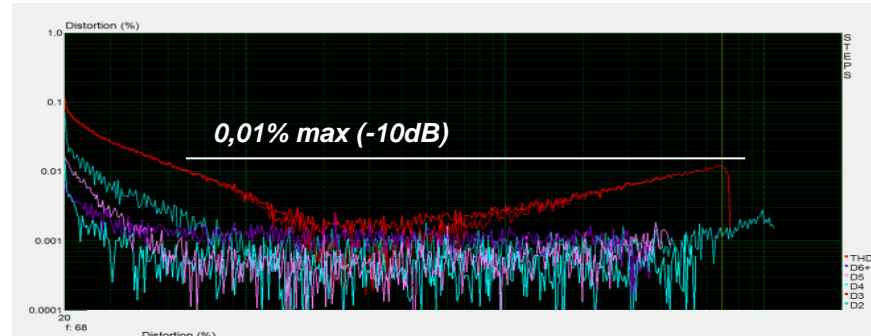 Distortion (%)
1.0
S
T
E
P
S
0.1
0,01% max (-10dB)
0.01
0.001
THD
D6+
D5
D4
D3
D2
0.0001
20
f: 68
Distortion (%)